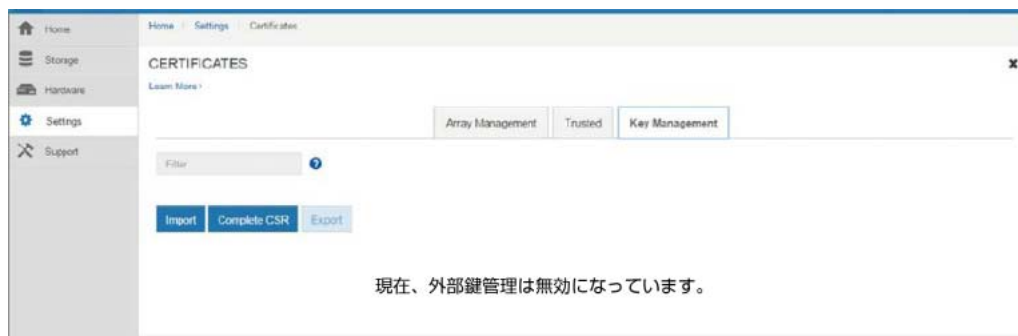 Home
Home Settings Certificates
Storage
CERTIFICATES
Learn More >
Hardware
Settings
Array Management Trusted Key Management
Support
Filter
Import Complete CSR Export
現在、外部鍵管理は無効になっています。